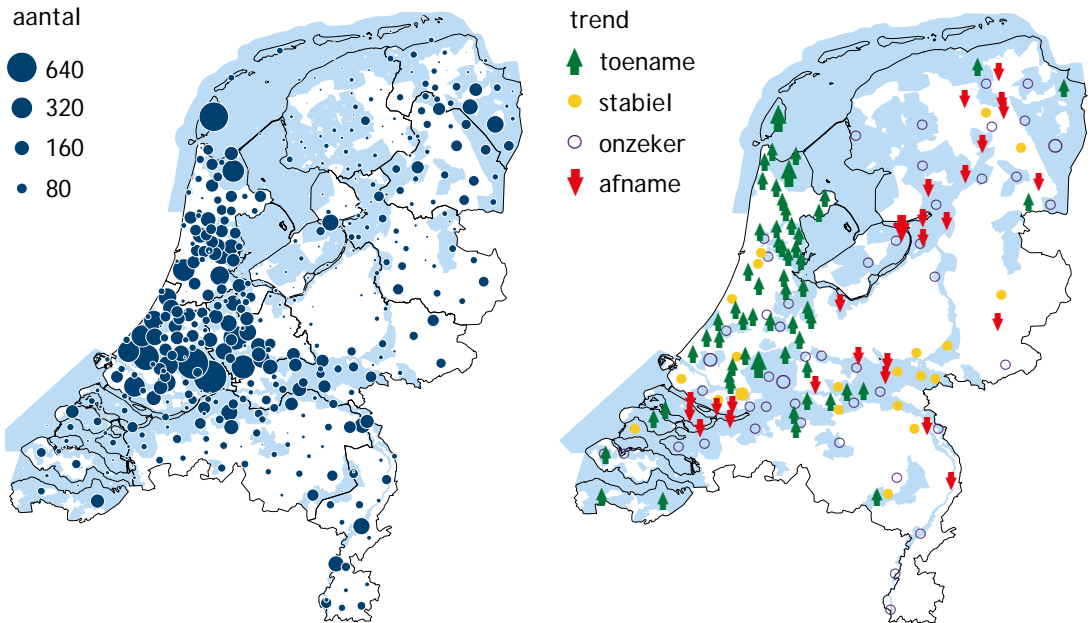 aantal
640
320
160
80
trend
toename
stabiel
onzeker
afname